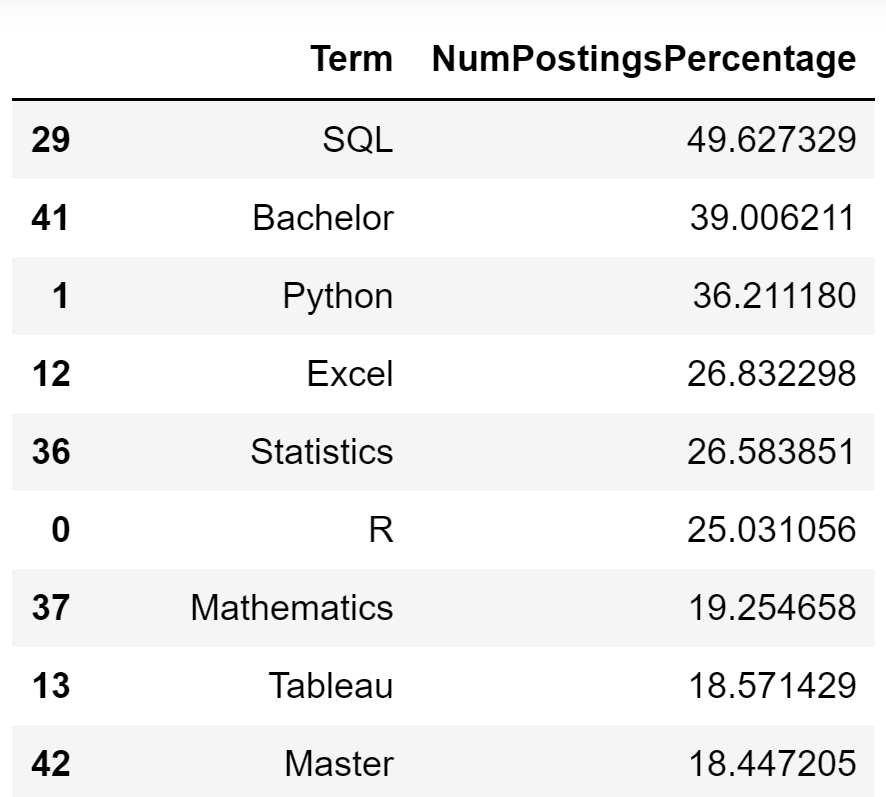 Term NumPostingsPercentage
29 SQL 49.627329
41 Bachelor 39.006211
1 Python 36.211180
12 Excel 26.832298
36 Statistics 26.583851
0 R 25.031056
37 Mathematics 19.254658
13 Tableau 18.571429
42 Master 18.447205